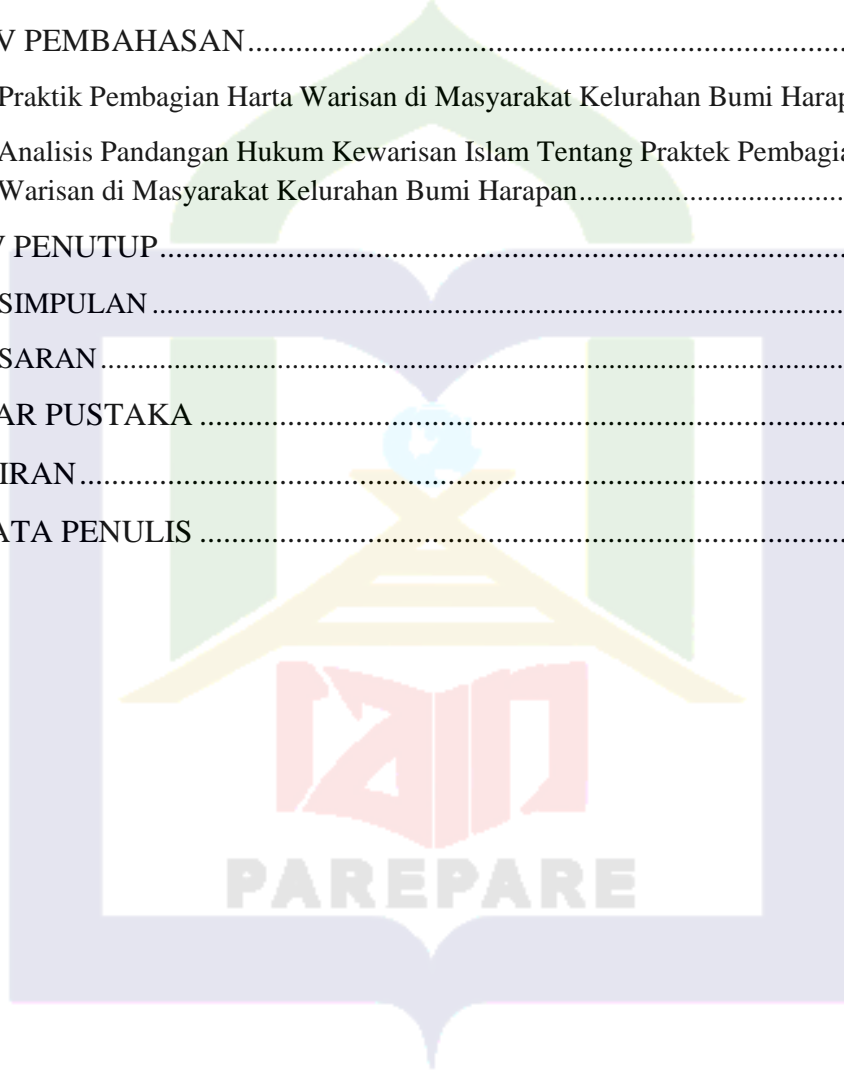 V PEMBAHASAN............................................................................
Praktik Pembagian Harta Warisan di Masyarakat Kelurahan Bumi Harap
Analisis Pandangan Hukum Kewarisan Islam Tentang Praktek Pembagia
Warisan di Masyarakat Kelurahan Bumi Harapan.......................................
V PENUTUP.......................................................................................
SIMPULAN.......................................................................................
SARAN.............................................................................................
AR PUSTAKA..................................................................................
IRAN................................................................................................
ATA PENULIS..................................................................................
iain
PAREPARE